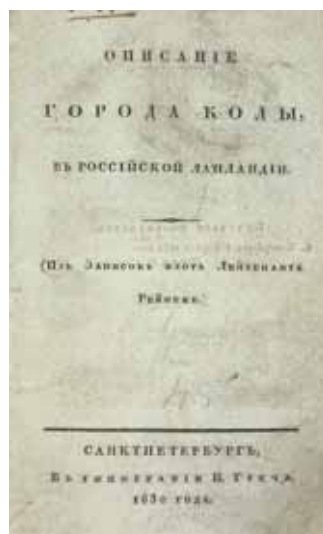 ОПИСАНІЕ
ГОРОДА КОЛЫ,
ВЪ РОССІЙСКОЙ ЛАПЛАНДІИ.
(Изъ Записокъ флота Лейтенанта
Рейнеке.)
САНКТПЕТЕРБУРГЪ,
Въ типографіи Н. Греча,
1830 года.